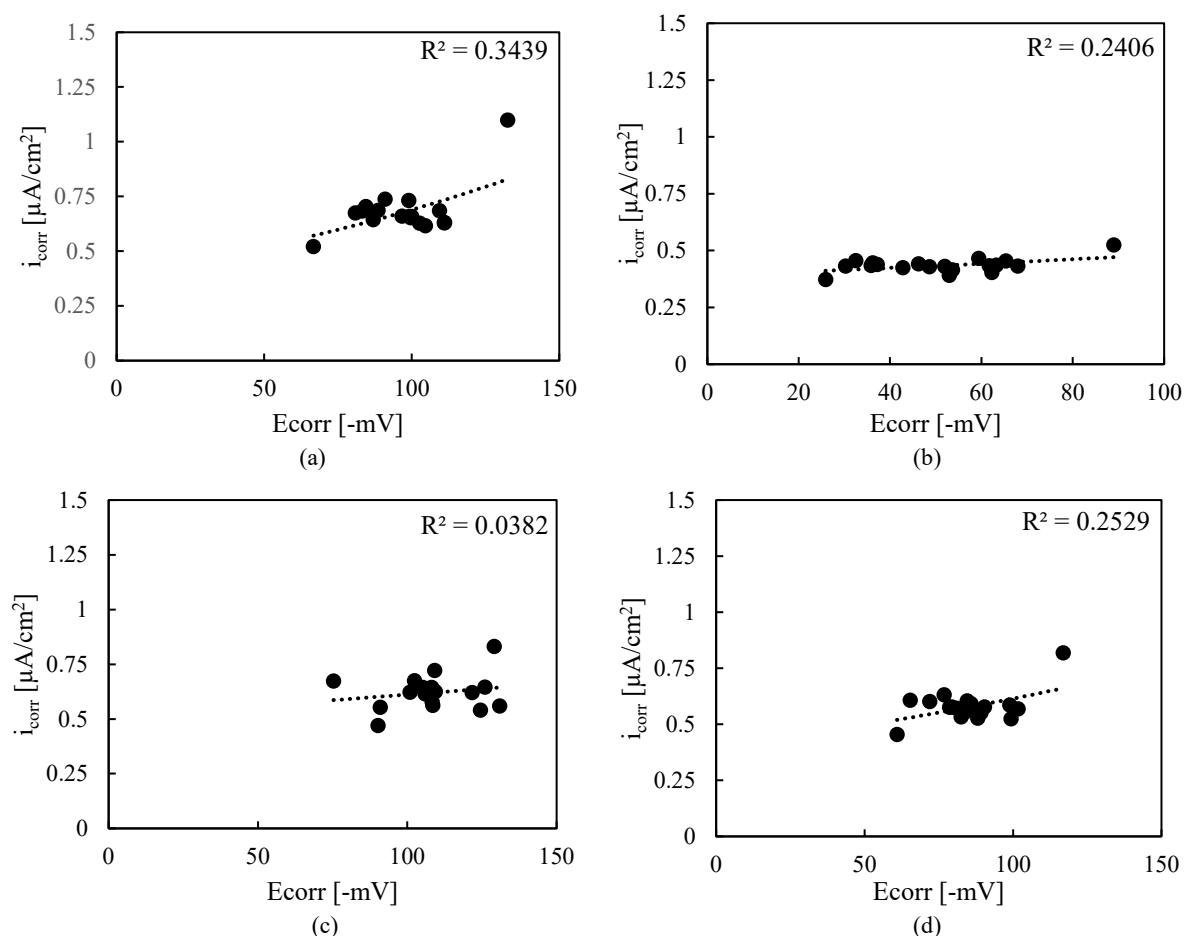 R² = 0.3439
1.5
1.25
1
0.75
0.5
0.25
0
i_corr [µA/cm²]
0 50 100 150
Ecorr [-mV]
(a)
R² = 0.2406
1.5
1.25
1
0.75
0.5
0.25
0
i_corr [µA/cm²]
0 20 40 60 80 100
Ecorr [-mV]
(b)
R² = 0.0382
1.5
1.25
1
0.75
0.5
0.25
0
i_corr [µA/cm²]
0 50 100 150
Ecorr [-mV]
(c)
R² = 0.2529
1.5
1.25
1
0.75
0.5
0.25
0
i_corr [µA/cm²]
0 50 100 150
Ecorr [-mV]
(d)